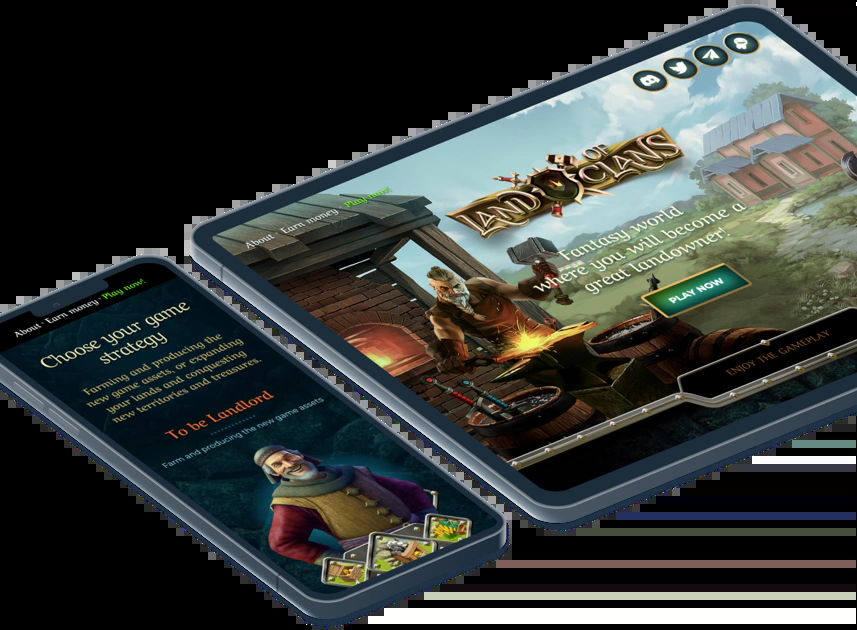 About · Earn money · Play now!
LAND OF CLANS
Fantasy world
where you will become a
great landowner!
PLAY NOW
ENJOY THE GAMEPLAY
About · Earn money · Play now!
Choose your game
strategy
Farming and producing the
new game assets, or expanding
your lands and conquesting
new territories and treasures.
To be Landlord
Farm and producing the new game assets